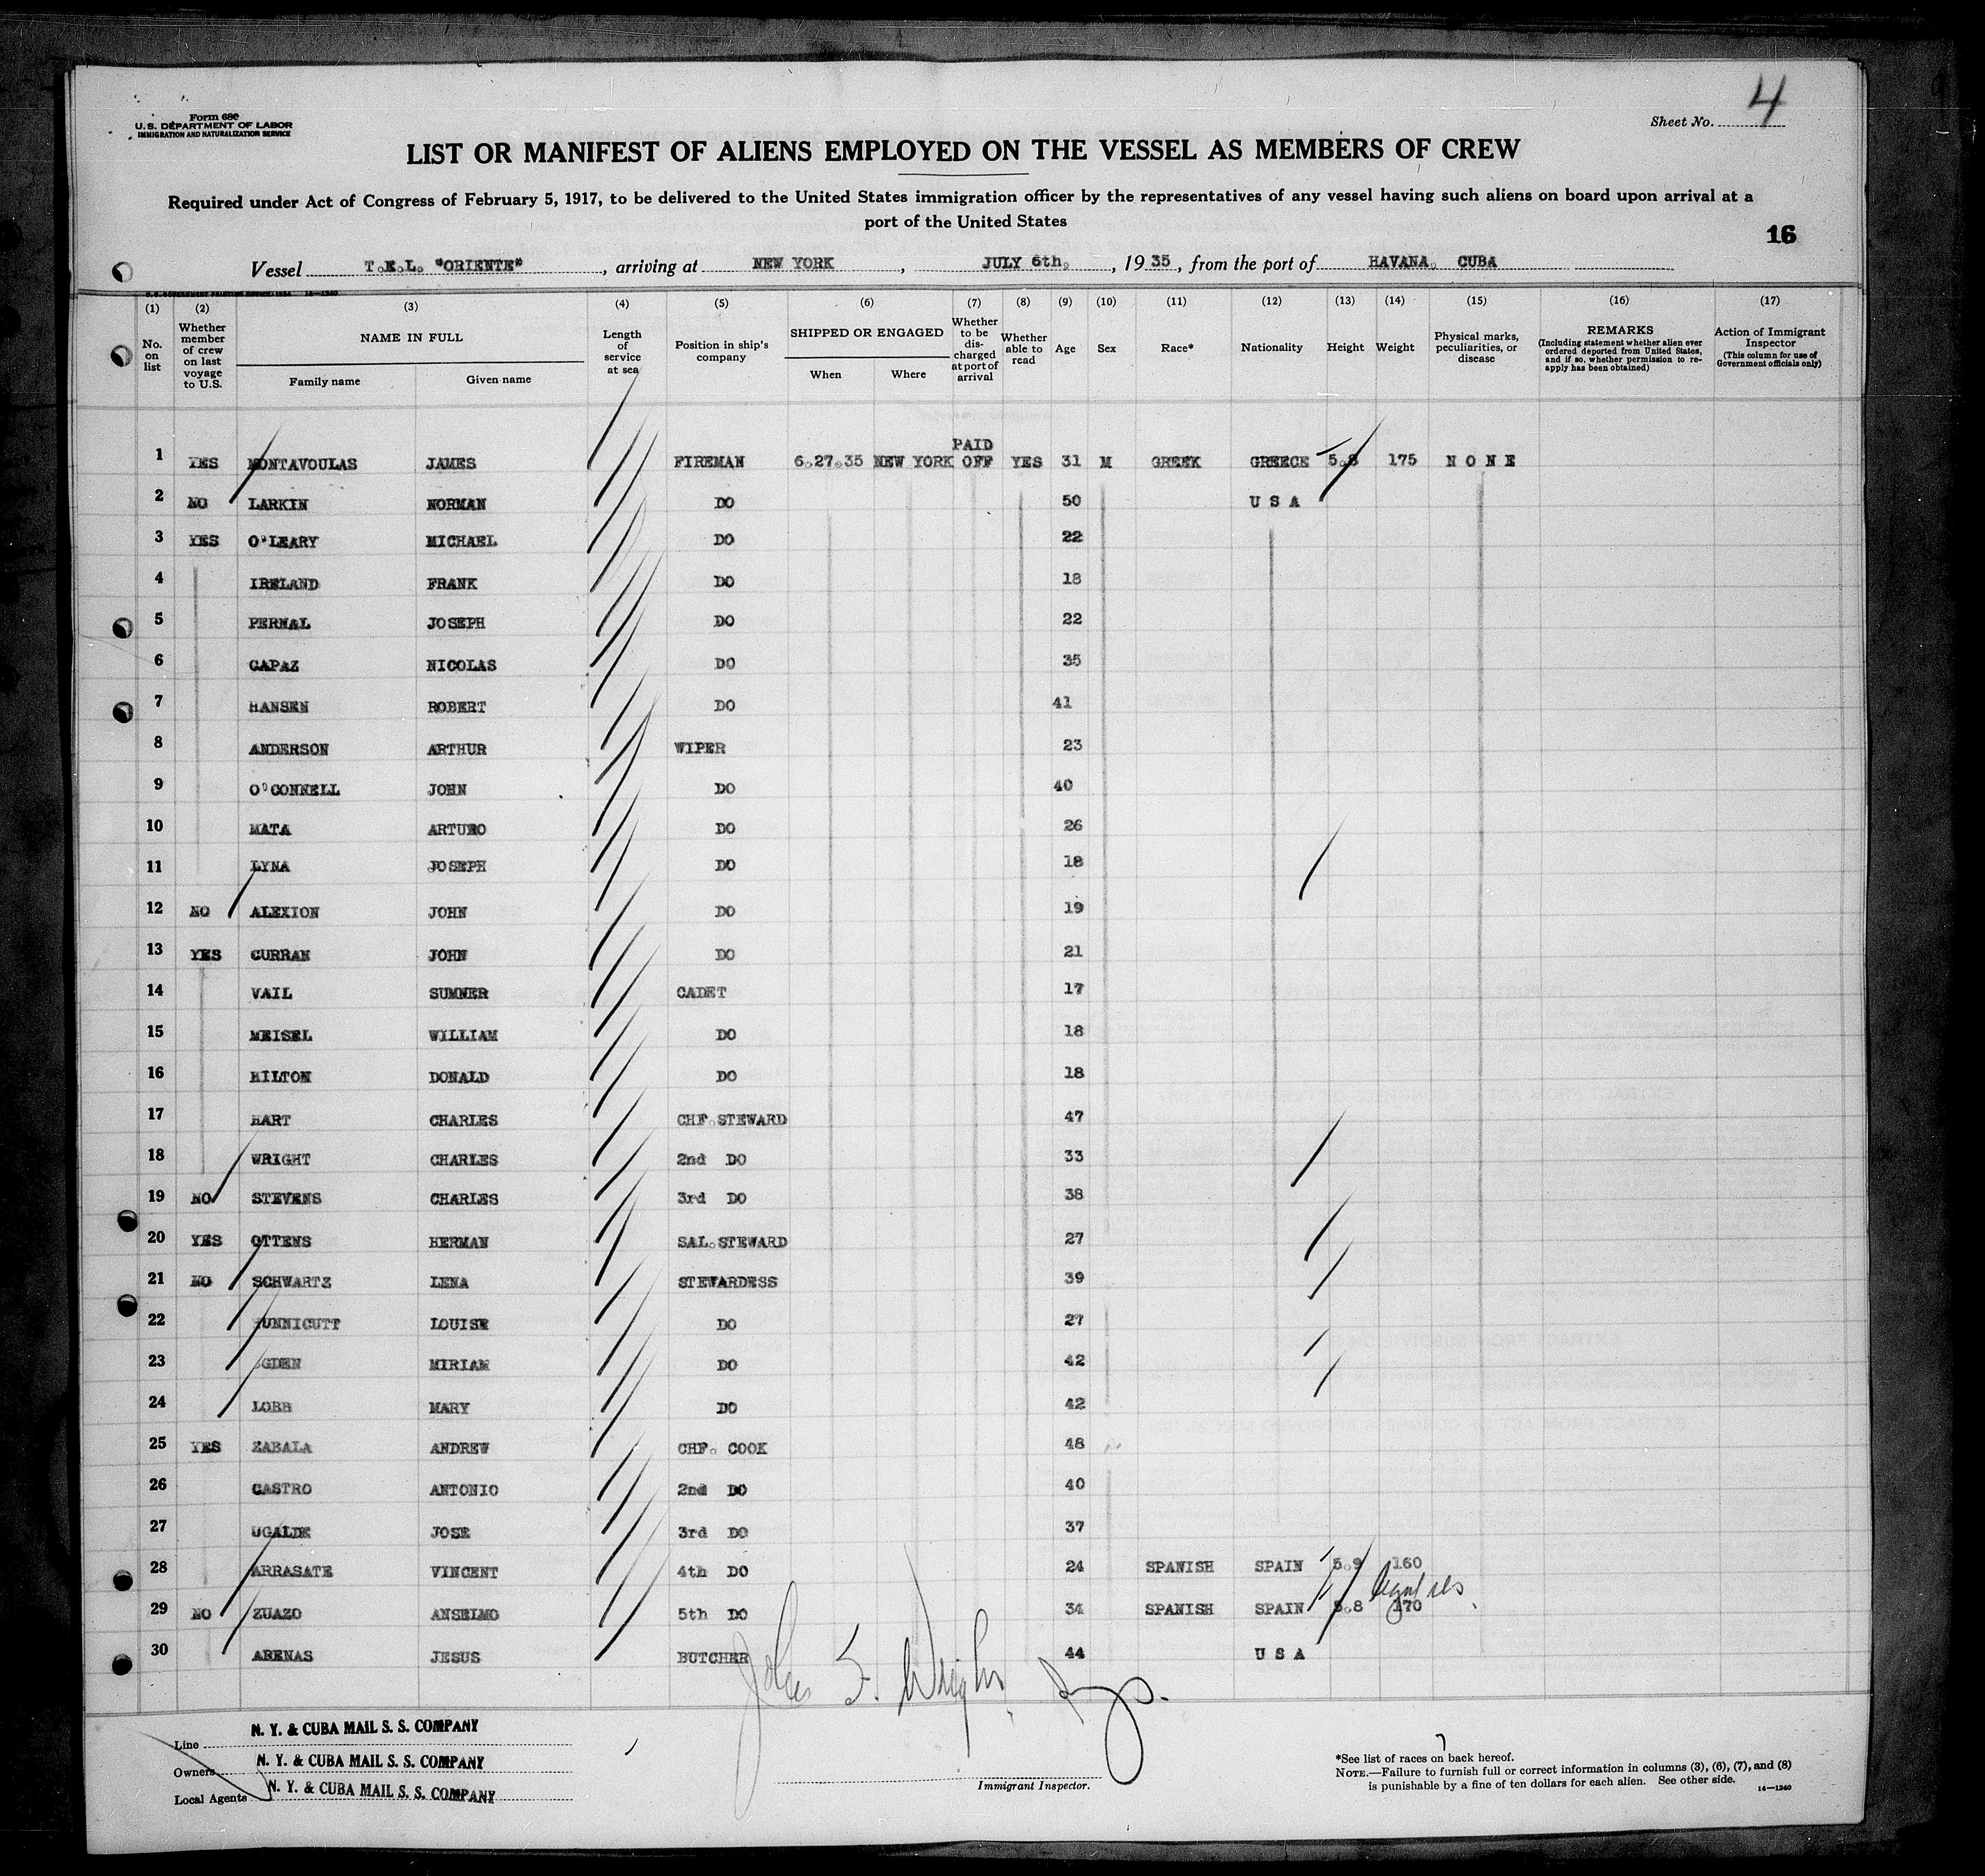 4
Form 680
U.S. DEPARTMENT OF LABOR
IMMIGRATION AND NATURALIZATION SERVICE
Sheet No.
LIST OR MANIFEST OF ALIENS EMPLOYED ON THE VESSEL AS MEMBERS OF CREW
Required under Act of Congress of February 5, 1917, to be delivered to the United States immigration officer by the representatives of any vessel having such aliens on board upon arrival at a
port of the United States
16
Vessel T.E.L. "ORIENTE", arriving at NEW YORK, JULY 6th, 1935, from the port of HAVANA, CUBA
(1) (2) (3) (4) (5) (6) (7) (8) (9) (10) (11) (12) (13) (14) (15) (16) (17)
No. on list
Whether member of crew on last voyage to U.S.
NAME IN FULL
Family name Given name
Length of service at sea
Position in ship's company
SHIPPED OR ENGAGED
When Where
Whether to be discharged at port of arrival
Whether able to read
Age
Sex
Race*
Nationality
Height
Weight
Physical marks, peculiarities, or disease
REMARKS
(Including statement whether alien ever ordered deported from United States, and if so, whether permission to reapply has been obtained)
Action of Immigrant Inspector
(This column for use of Government officials only)
1 YES MONTAVOULAS JAMES FIREMAN 6.27.35 NEW YORK PAID OFF YES 31 M GREEK GREECE 5.8 175 NONE
2 NO LARKIN NORMAN DO 50 U S A
3 YES O'LEARY MICHAEL DO 22
4 IRELAND FRANK DO 18
5 PERNAL JOSEPH DO 22
6 CAPAZ NICOLAS DO 35
7 HANSEN ROBERT DO 41
8 ANDERSON ARTHUR WIPER 23
9 O'CONNELL JOHN DO 40
10 MATA ARTURO DO 26
11 LYNA JOSEPH DO 18
12 NO ALEXION JOHN DO 19
13 YES CURRAN JOHN DO 21
14 VAIL SUMNER CADET 17
15 MEISEL WILLIAM DO 18
16 HILTON DONALD DO 18
17 HART CHARLES CHF.STEWARD 47
18 WRIGHT CHARLES 2nd DO 33
19 NO STEVENS CHARLES 3rd DO 38
20 YES OTTENS HERMAN SAL.STEWARD 27
21 NO SCHWARTZ LENA STEWARDESS 39
22 HUNNICUTT LOUISE DO 27
23 OGDEN MIRIAM DO 42
24 LOBB MARY DO 42
25 YES ZABALA ANDREW CHF. COOK 48
26 CASTRO ANTONIO 2nd DO 40
27 UGALDE JOSE 3rd DO 37
28 ARRASATE VINCENT 4th DO 24 SPANISH SPAIN 5.9 160
legal res
29 NO ZUAZO ANSELMO 5th DO 34 SPANISH SPAIN 5.8 170
30 ARENAS JESUS BUTCHER 44 U S A
Line N. Y. & CUBA MAIL S. S. COMPANY
Owners N. Y. & CUBA MAIL S. S. COMPANY
Local Agents N. Y. & CUBA MAIL S. S. COMPANY
Immigrant Inspector.
*See list of races on back hereof.
NOTE.—Failure to furnish full or correct information in columns (3), (6), (7), and (8)
is punishable by a fine of ten dollars for each alien. See other side.
14—1240